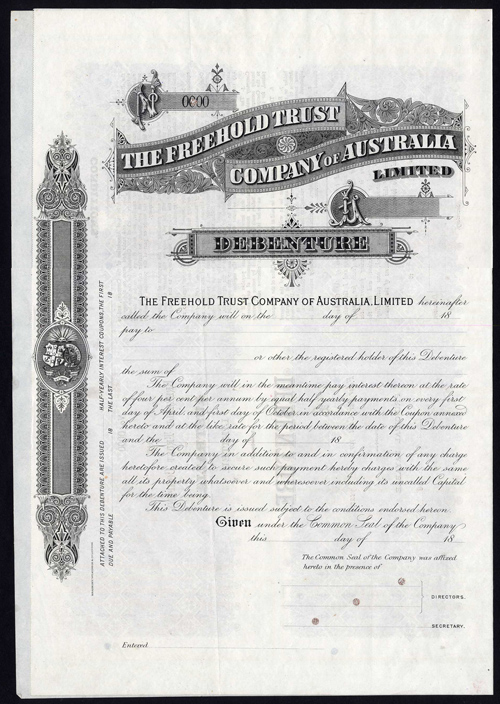 No 0000
THE FREEHOLD TRUST
COMPANY OF AUSTRALIA
LIMITED
£
DEBENTURE
THE FREEHOLD TRUST COMPANY OF AUSTRALIA, LIMITED hereinafter
called the Company will on the day of 18
pay to
or other the registered holder of this Debenture
the sum of
The Company will in the meantime pay interest thereon at the rate
of four per cent per annum by equal half yearly payments on every first
day of April and first day of October in accordance with the Coupon annexed
hereto and at the like rate for the period between the date of this Debenture
and the day of 18
The Company in addition to and in confirmation of any charge
heretofore created to secure such payment hereby charges with the same
all its property whatsoever and wheresoever including its uncalled Capital
for the time being.
This Debenture is issued subject to the conditions endorsed hereon.
Given under the Common Seal of the Company
this day of 18
The Common Seal of the Company was affixed
hereto in the presence of
DIRECTORS.
SECRETARY.
Entered
ATTACHED TO THIS DEBENTURE ARE ISSUED HALF-YEARLY INTEREST COUPONS, THE FIRST
DUE AND PAYABLE 18 THE LAST 18